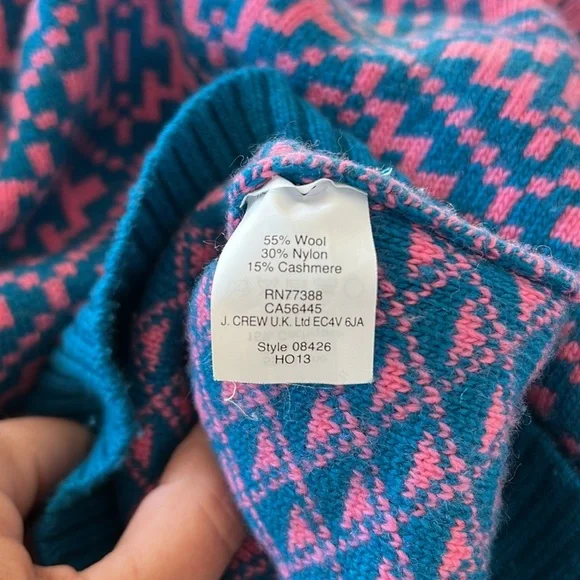 55% Wool
30% Nylon
15% Cashmere
RN77388
CA56445
J. CREW U.K. Ltd EC4V 6JA
Style 08426
HO13